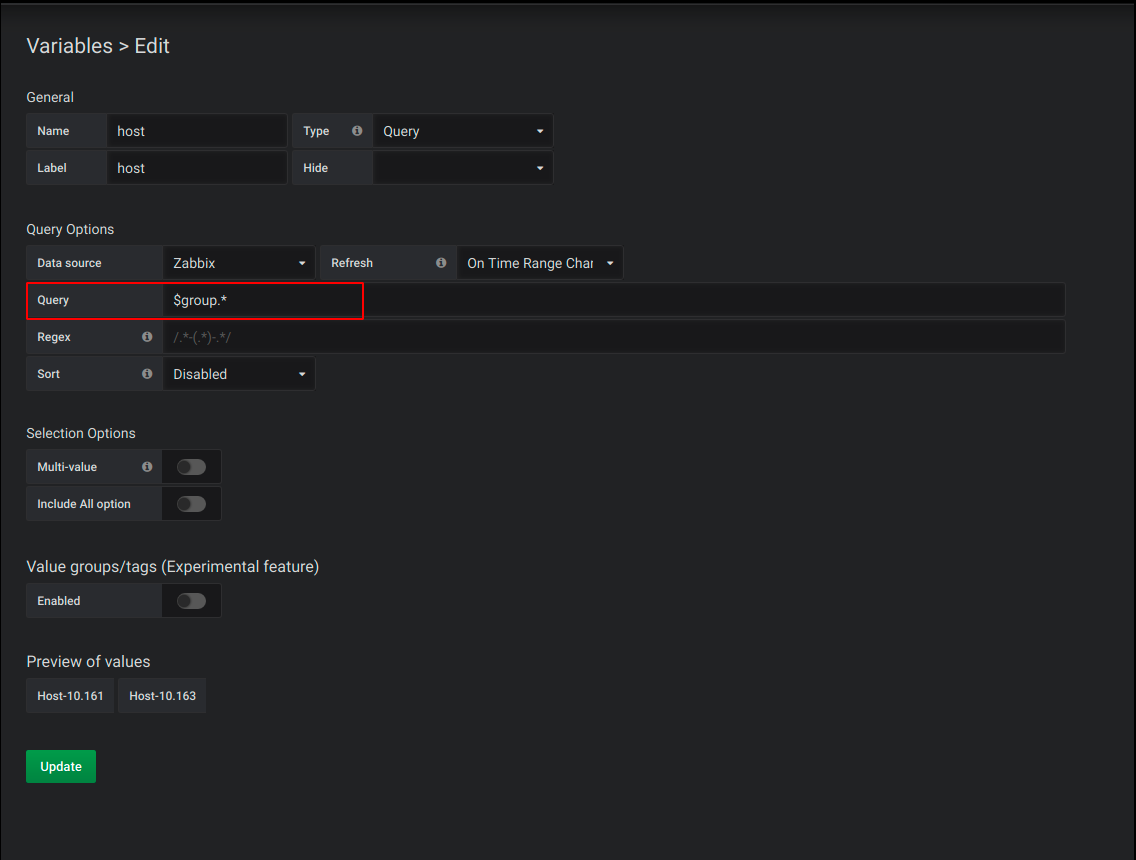 Variables > Edit
General
Name host Type Query
Label host Hide
Query Options
Data source Zabbix Refresh On Time Range Char
Query $group.*
Regex /.*-(.*)-.*/
Sort Disabled
Selection Options
Multi-value
Include All option
Value groups/tags (Experimental feature)
Enabled
Preview of values
Host-10.161 Host-10.163
Update